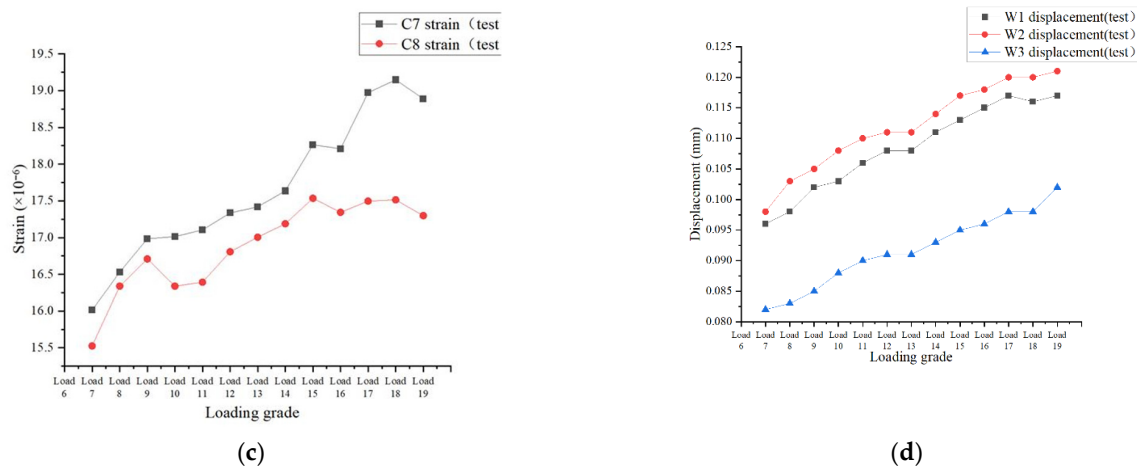 C7 strain（test
C8 strain（test
19.5
19.0
18.5
18.0
17.5
17.0
16.5
16.0
15.5
Strain (×10⁻⁶)
Load Load Load Load Load Load Load Load Load Load Load Load Load Load
6 7 8 9 10 11 12 13 14 15 16 17 18 19
Loading grade
(c)
W1 displacement(test)
W2 displacement(test)
W3 displacement(test)
0.125
0.120
0.115
0.110
0.105
0.100
0.095
0.090
0.085
0.080
Displacement (mm)
Load Load Load Load Load Load Load Load Load Load Load Load Load Load
6 7 8 9 10 11 12 13 14 15 16 17 18 19
Loading grade
(d)